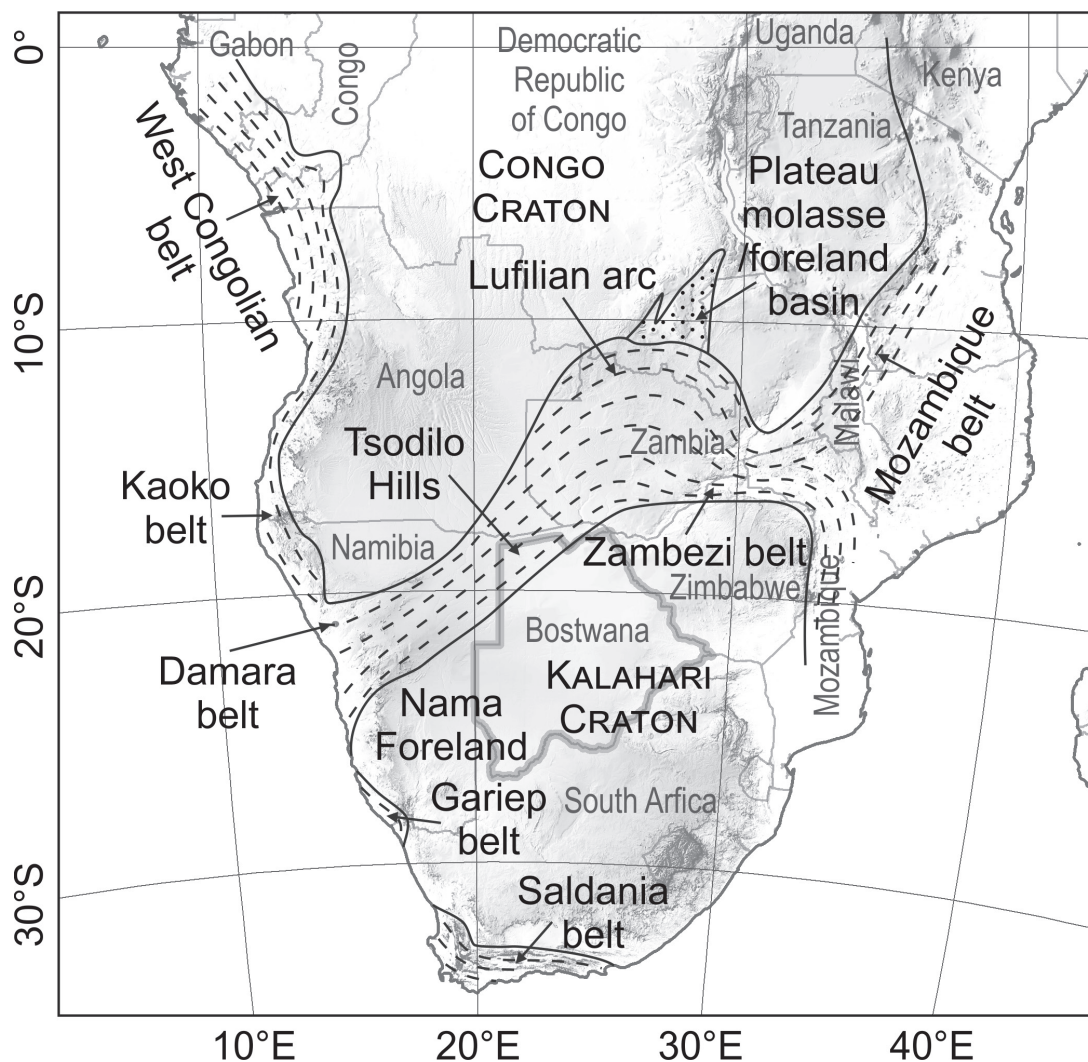 0°
Gabon
Congo
Democratic
Republic
of Congo
Uganda
Kenya
Tanzania
West Congolian
belt
CONGO
CRATON
Plateau
molasse
/foreland
basin
Lufilian arc
10°S
Angola
Malawi
Mozambique
belt
Tsodilo
Hills
Zambia
Kaoko
belt
Namibia
Zambezi belt
Zimbabwe
Mozambique
20°S
Damara
belt
Bostwana
KALAHARI
CRATON
Nama
Foreland
Gariep
belt
South Arfica
30°S
Saldania
belt
10°E
20°E
30°E
40°E